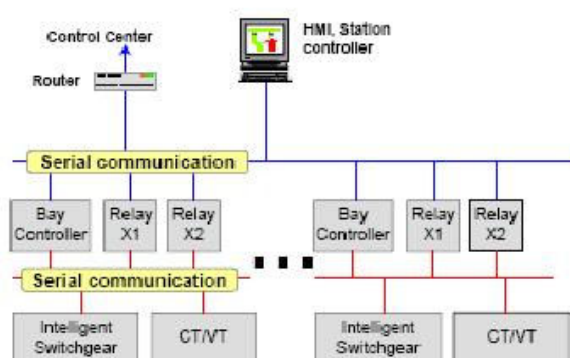 Control Center
HMI, Station
controller
Router
Serial communication
Bay
Controller
Relay
X1
Relay
X2
Bay
Controller
Relay
X1
Relay
X2
Serial communication
Intelligent
Switchgear
CT/VT
Intelligent
Switchgear
CT/VT